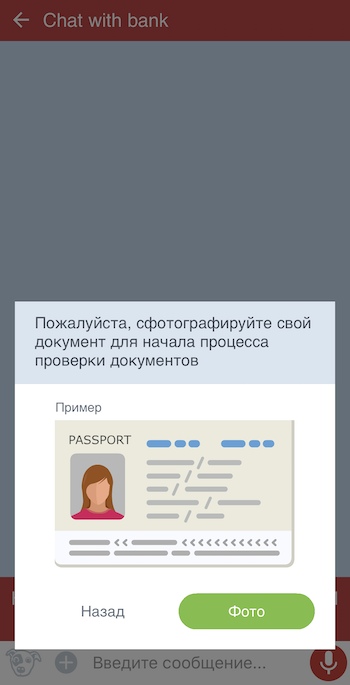 Chat with bank
Пожалуйста, сфотографируйте свой
документ для начала процесса
проверки документов
Пример
PASSPORT
Назад
Фото
Введите сообщение...